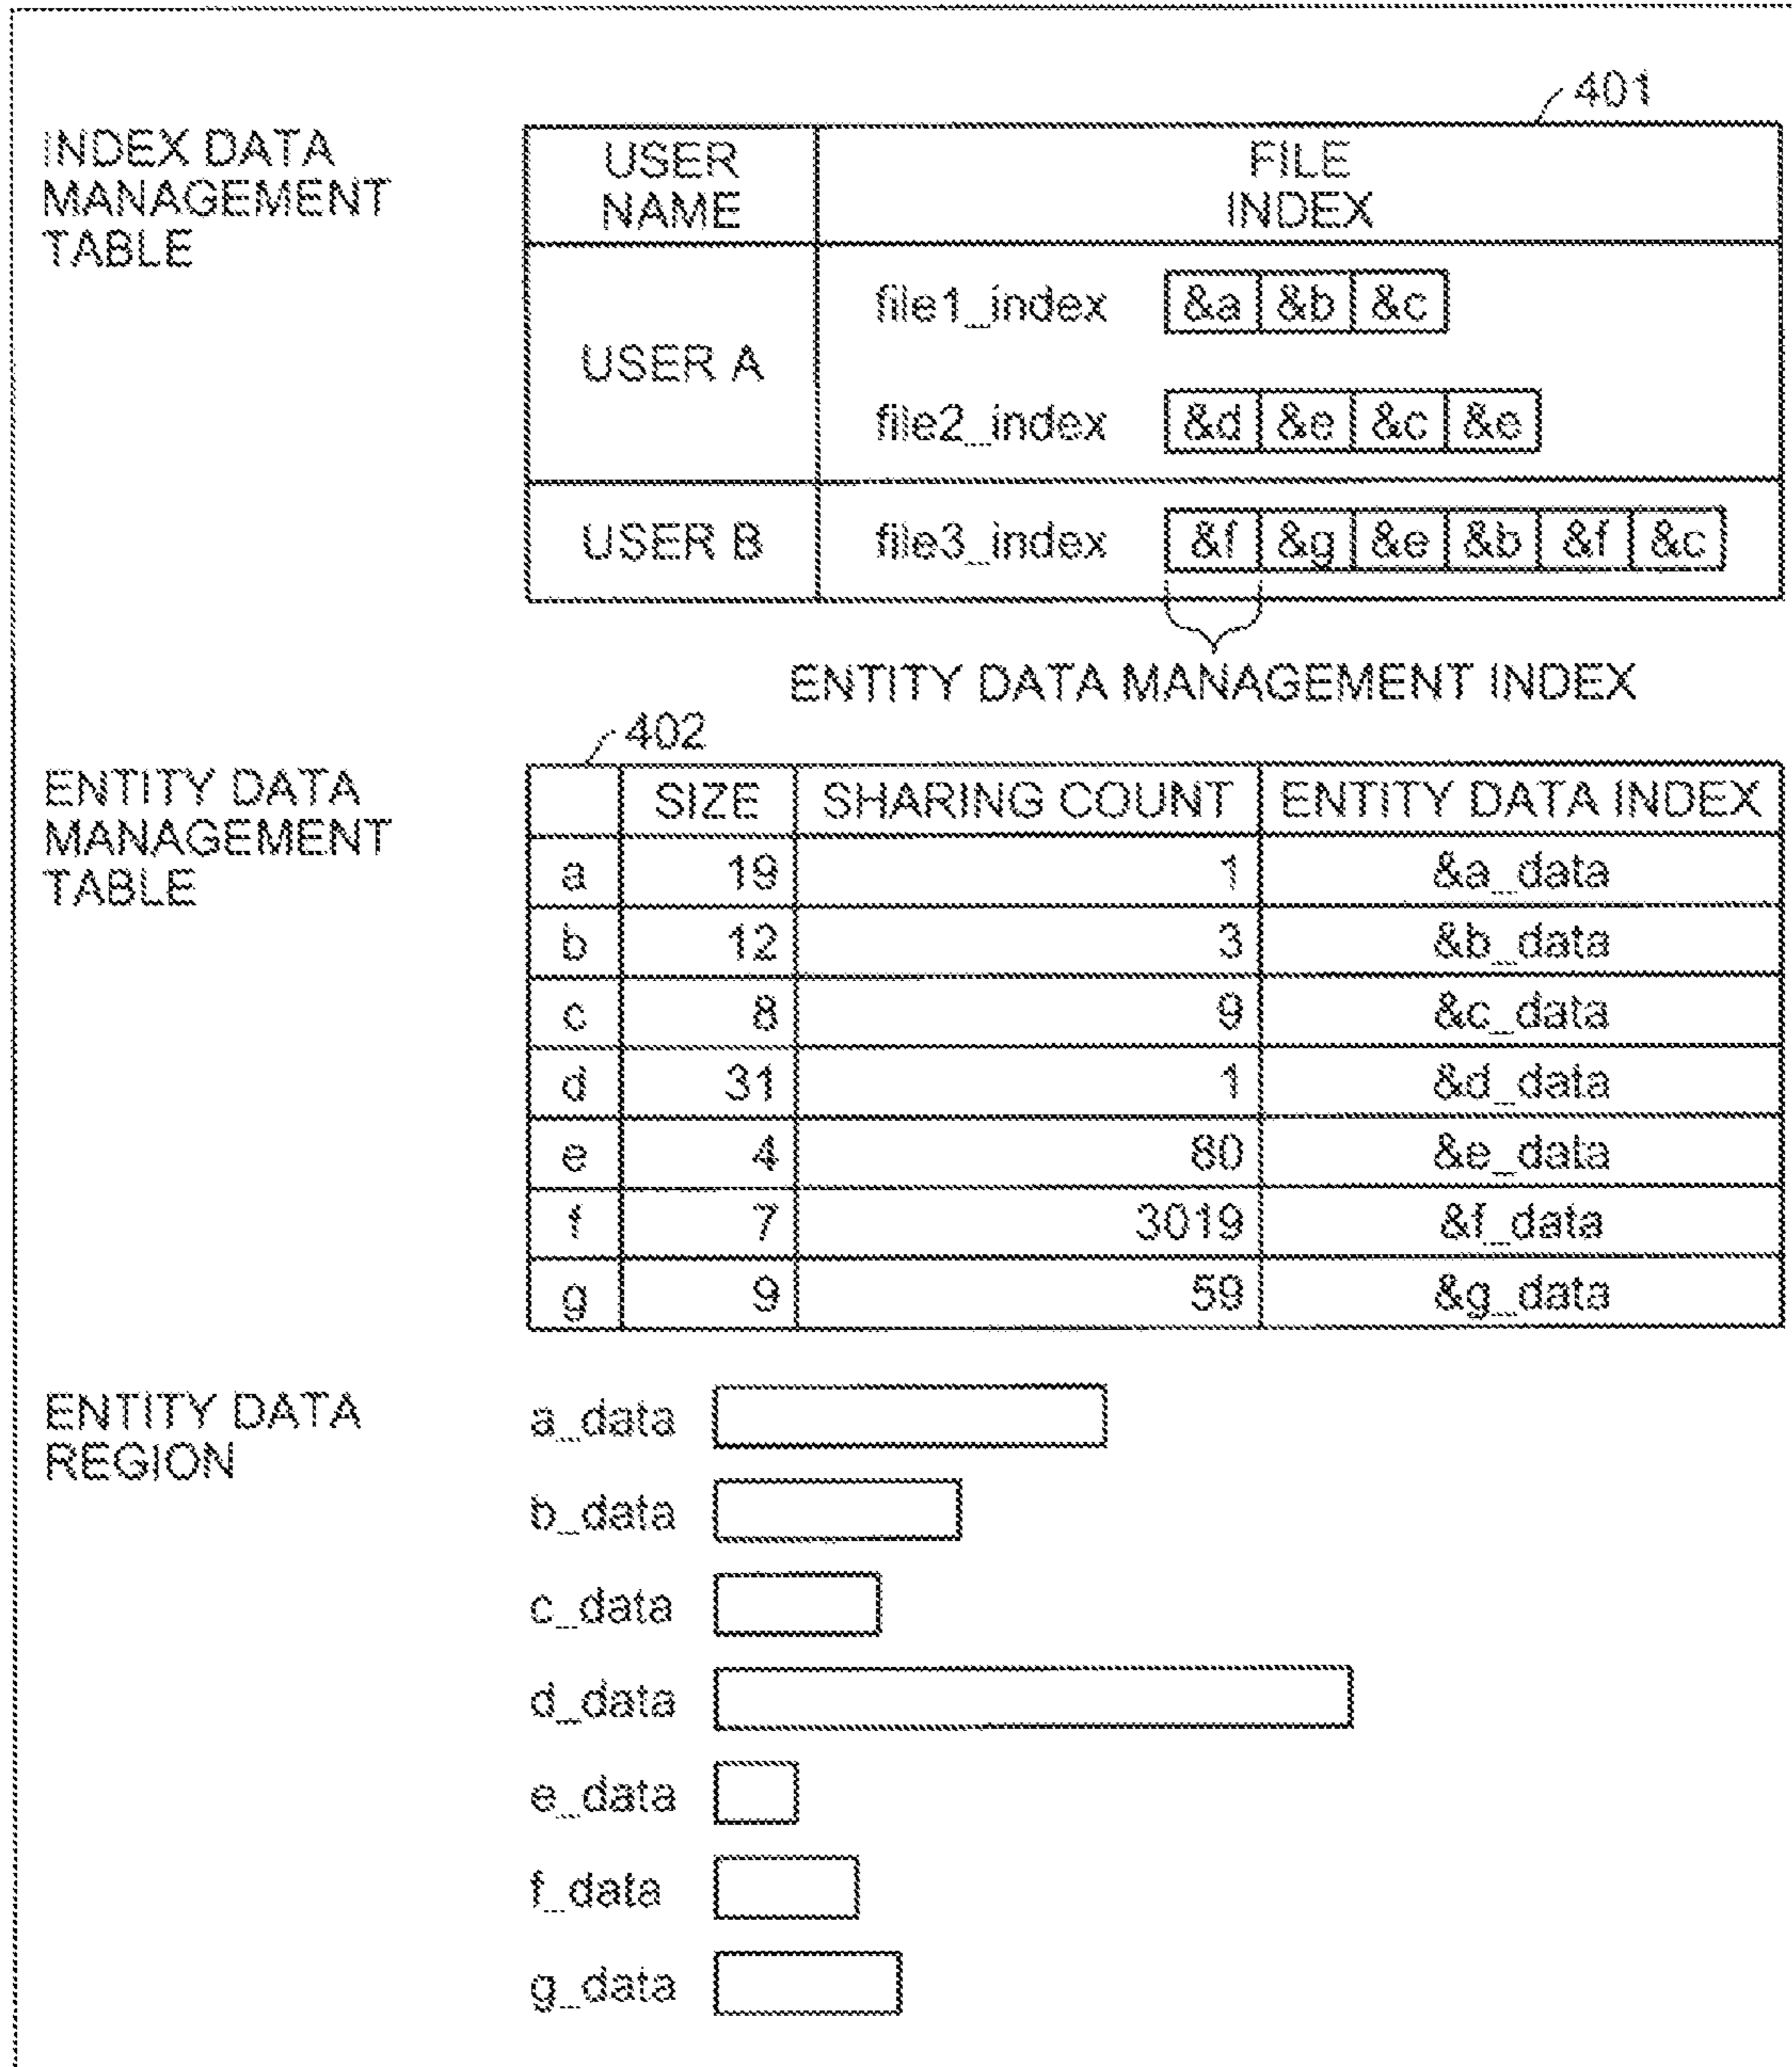 401
INDEX DATA
MANAGEMENT
TABLE
USER
NAME
FILE
INDEX
USER A
file1_index &a &b &c
file2_index &d &e &c &e
USER B
file3_index &f &g &e &b &f &c
ENTITY DATA MANAGEMENT INDEX
402
ENTITY DATA
MANAGEMENT
TABLE
SIZE SHARING COUNT ENTITY DATA INDEX
a 19 1 &a_data
b 12 3 &b_data
c 8 9 &c_data
d 31 1 &d_data
e 4 80 &e_data
f 7 3019 &f_data
g 9 59 &g_data
ENTITY DATA
REGION
a_data
b_data
c_data
d_data
e_data
f_data
g_data